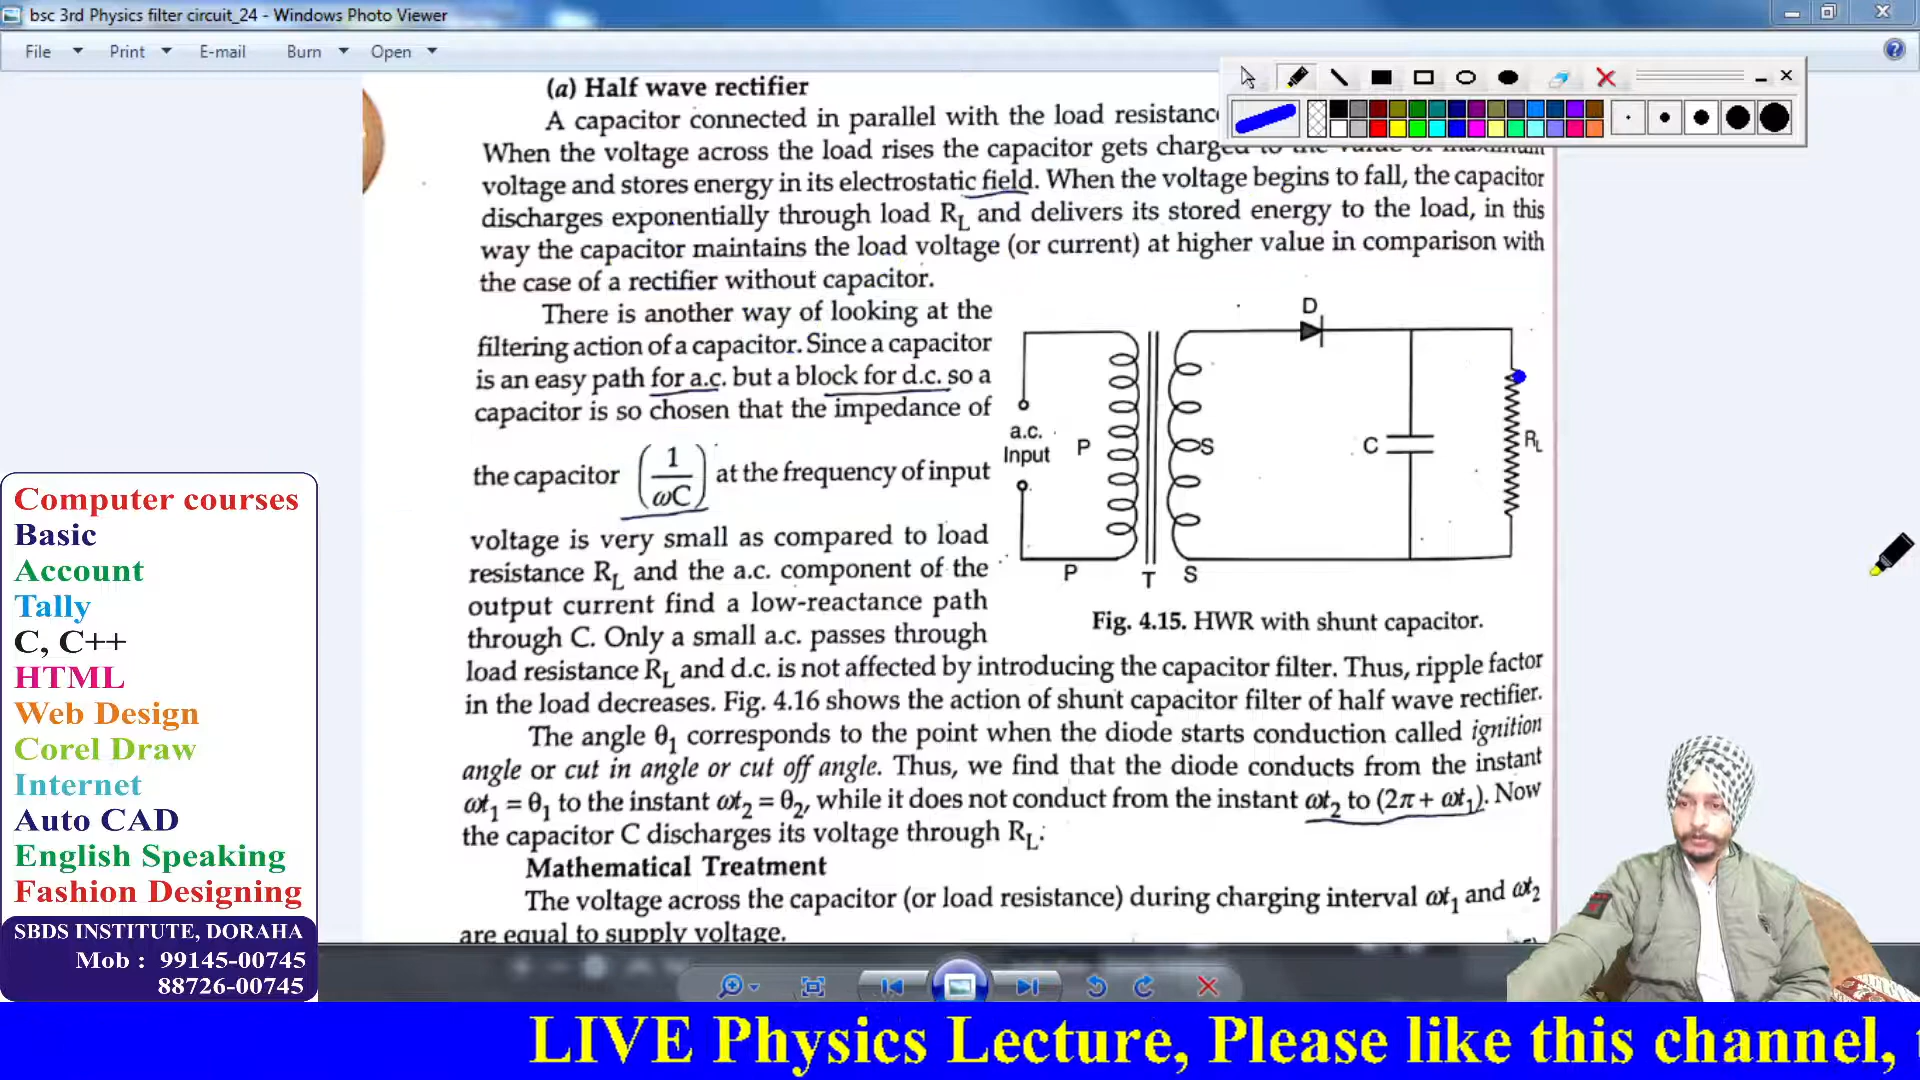 bsc 3rd Physics filter circuit_24 - Windows Photo Viewer
File Print E-mail Burn Open
(a) Half wave rectifier
A capacitor connected in parallel with the load resistance
When the voltage across the load rises the capacitor gets charged to the value of maximum
voltage and stores energy in its electrostatic field. When the voltage begins to fall, the capacitor
discharges exponentially through load R_L and delivers its stored energy to the load, in this
way the capacitor maintains the load voltage (or current) at higher value in comparison with
the case of a rectifier without capacitor.
There is another way of looking at the
filtering action of a capacitor. Since a capacitor
is an easy path for a.c. but a block for d.c. so a
capacitor is so chosen that the impedance of
the capacitor (1/ωC) at the frequency of input
voltage is very small as compared to load
resistance R_L and the a.c. component of the
output current find a low-reactance path
through C. Only a small a.c. passes through
D
a.c.
Input
P
S
C
R_L
P
T
S
Fig. 4.15. HWR with shunt capacitor.
load resistance R_L and d.c. is not affected by introducing the capacitor filter. Thus, ripple factor
in the load decreases. Fig. 4.16 shows the action of shunt capacitor filter of half wave rectifier.
The angle θ₁ corresponds to the point when the diode starts conduction called ignition
angle or cut in angle or cut off angle. Thus, we find that the diode conducts from the instant
ωt₁ = θ₁ to the instant ωt₂ = θ₂, while it does not conduct from the instant ωt₂ to (2π + ωt₁). Now
the capacitor C discharges its voltage through R_L.
Mathematical Treatment
The voltage across the capacitor (or load resistance) during charging interval ωt₁ and ωt₂
are equal to supply voltage.
Computer courses
Basic
Account
Tally
C, C++
HTML
Web Design
Corel Draw
Internet
Auto CAD
English Speaking
Fashion Designing
SBDS INSTITUTE, DORAHA
Mob : 99145-00745
88726-00745
LIVE Physics Lecture, Please like this channel,